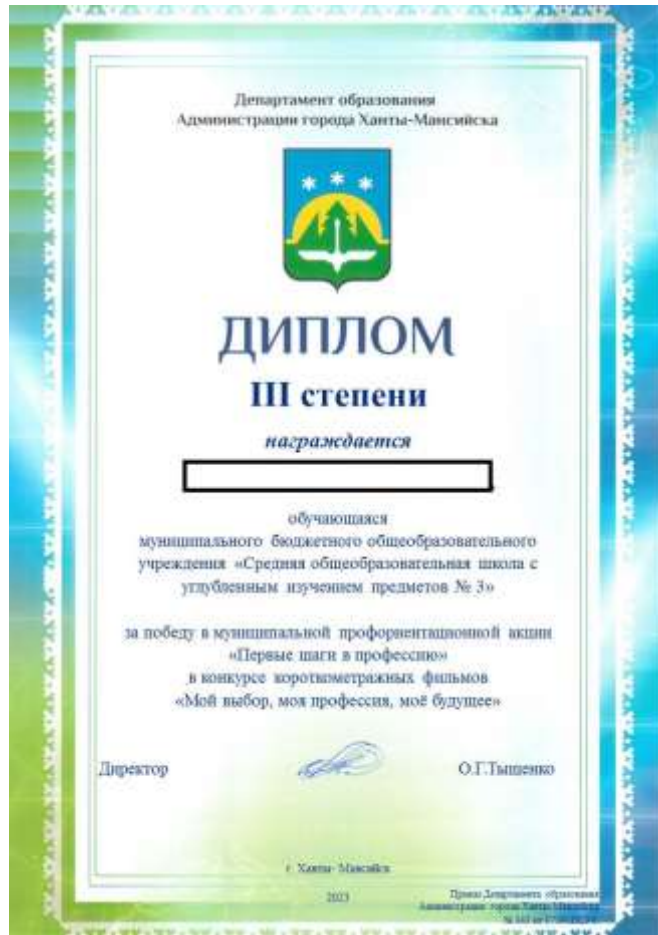 Департамент образования
Администрации города Ханты-Мансийска
ДИПЛОМ
III степени
награждается
обучающаяся
муниципального бюджетного общеобразовательного
учреждения «Средняя общеобразовательная школа с
углубленным изучением предметов № 3»
за победу в муниципальной профориентационной акции
«Первые шаги в профессию»
в конкурсе короткометражных фильмов
«Мой выбор, моя профессия, моё будущее»
Директор О.Г.Тыщенко
г. Ханты-Мансийск
2023
Приказ Департамента образования
Администрации города Ханты-Мансийска